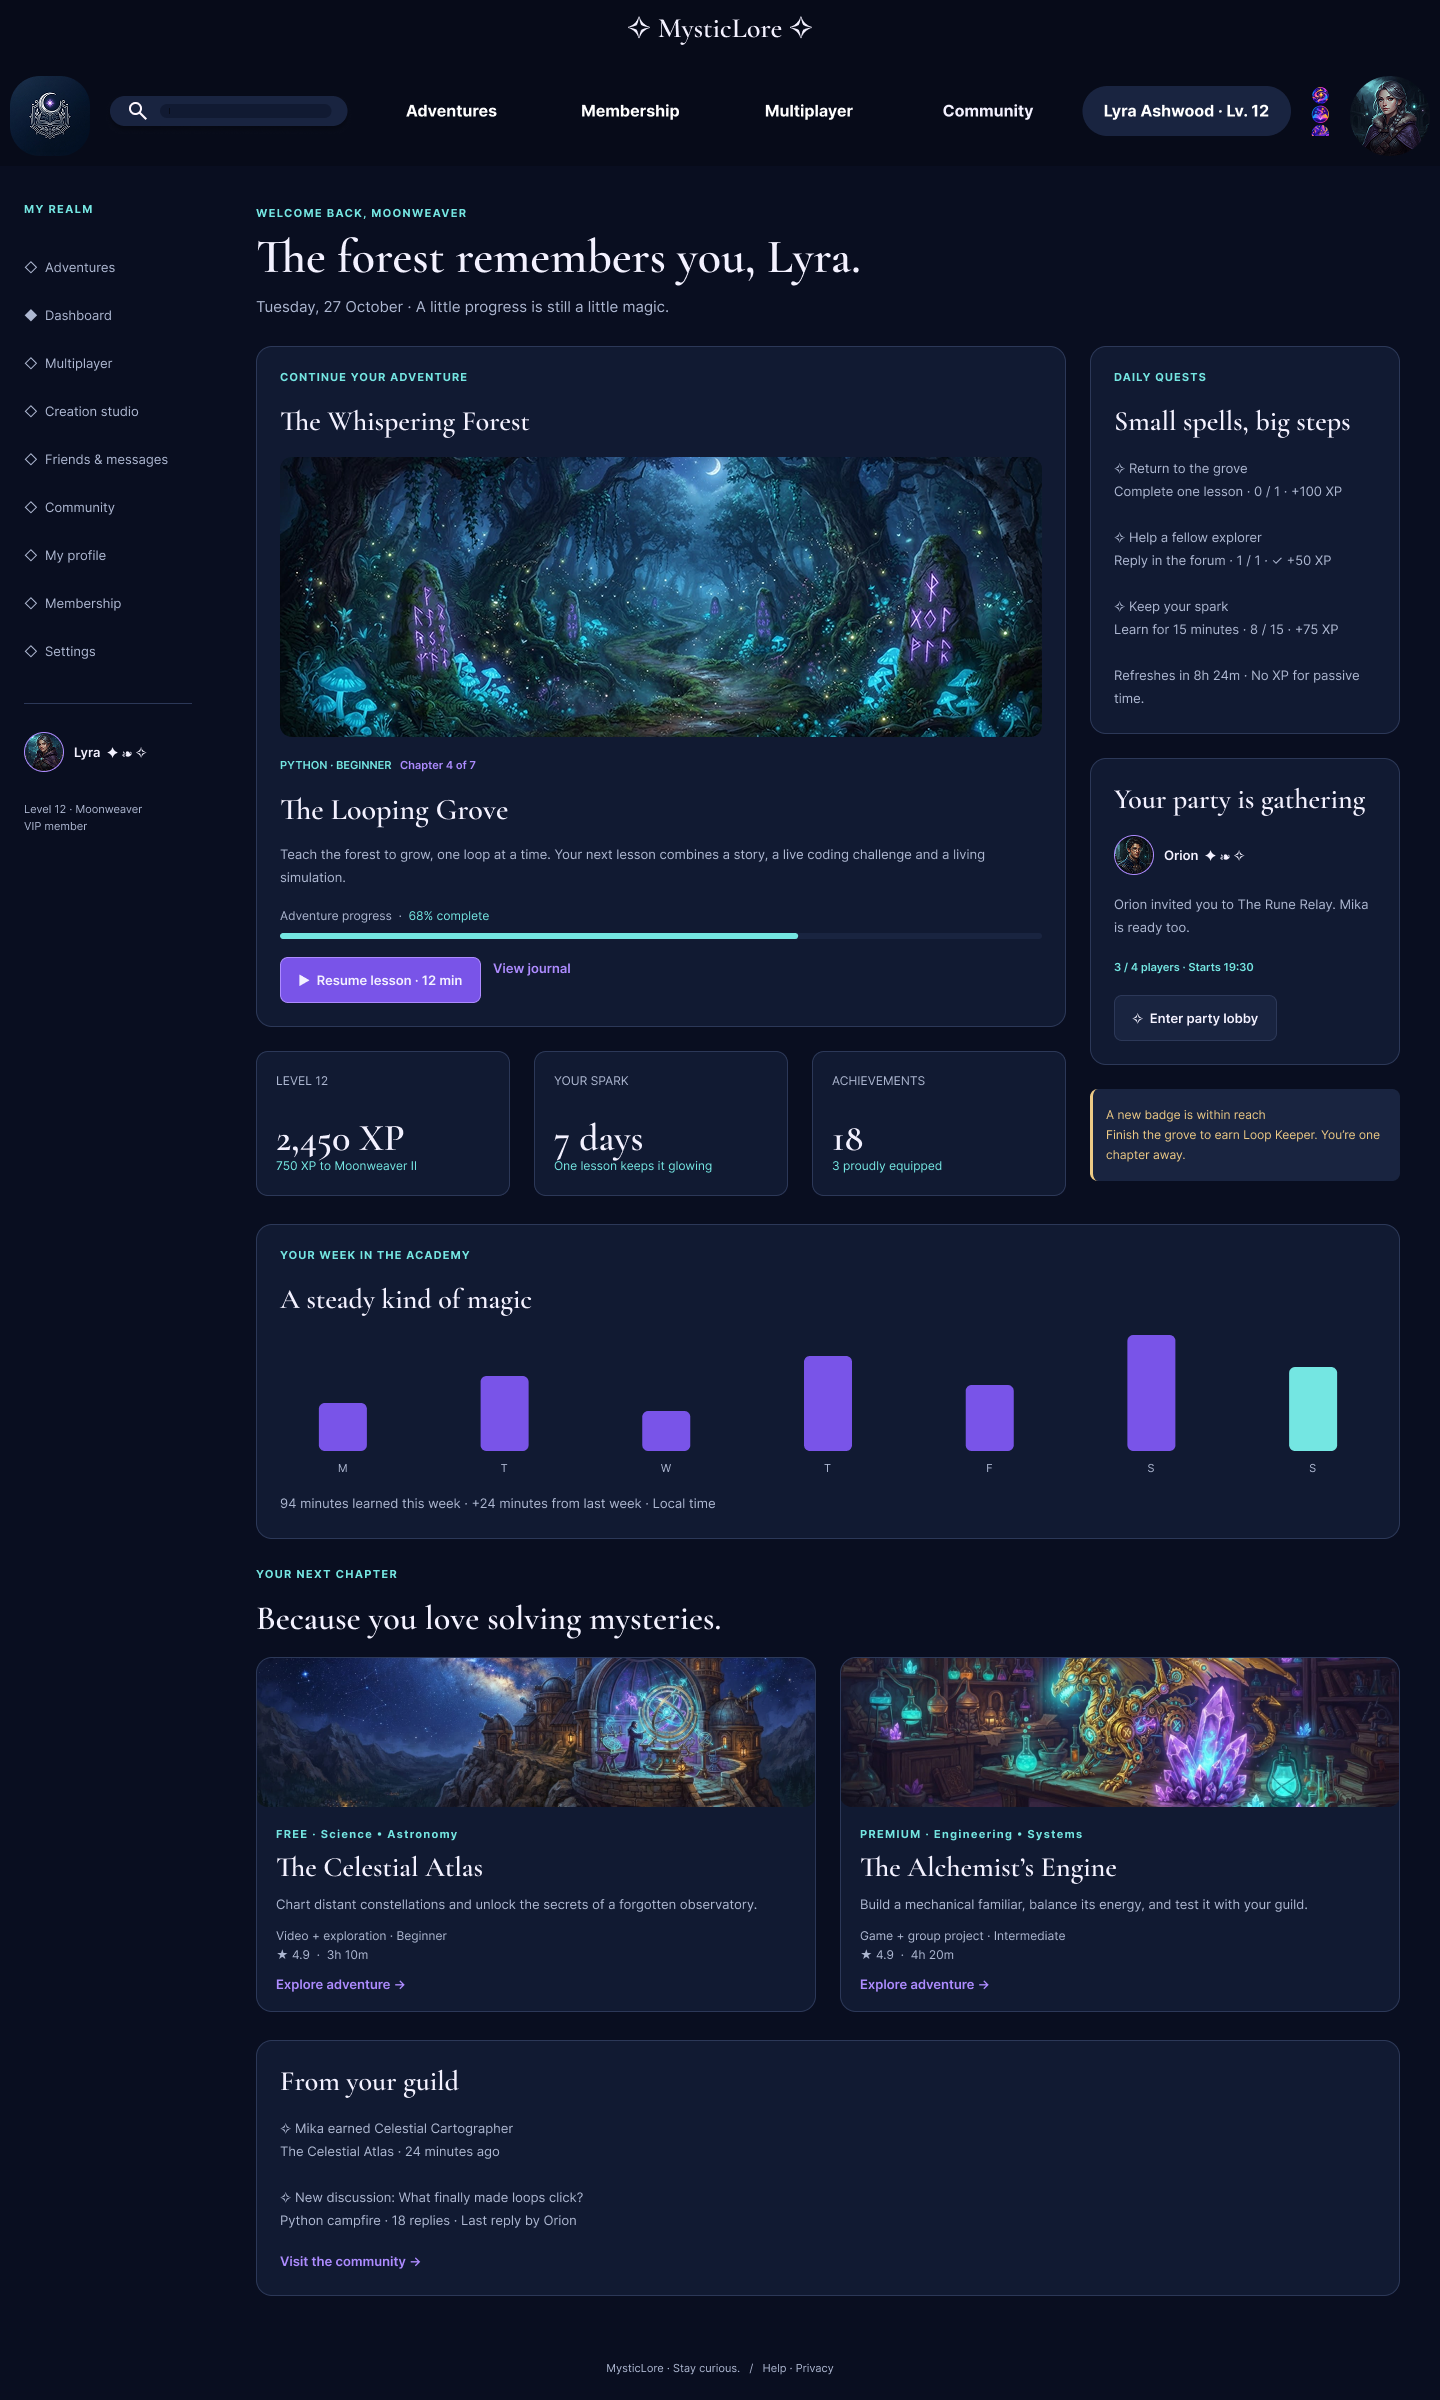 ✧ MysticLore ✧
Adventures
Membership
Multiplayer
Community
Lyra Ashwood · Lv. 12
MY REALM
◇ Adventures
◆ Dashboard
◇ Multiplayer
◇ Creation studio
◇ Friends & messages
◇ Community
◇ My profile
◇ Membership
◇ Settings
Lyra ✦ ❧ ✧
Level 12 · Moonweaver
VIP member
WELCOME BACK, MOONWEAVER
The forest remembers you, Lyra.
Tuesday, 27 October · A little progress is still a little magic.
CONTINUE YOUR ADVENTURE
The Whispering Forest
PYTHON · BEGINNER Chapter 4 of 7
The Looping Grove
Teach the forest to grow, one loop at a time. Your next lesson combines a story, a live coding challenge and a living
simulation.
Adventure progress · 68% complete
▶ Resume lesson · 12 min
View journal
DAILY QUESTS
Small spells, big steps
✧ Return to the grove
Complete one lesson · 0 / 1 · +100 XP
✧ Help a fellow explorer
Reply in the forum · 1 / 1 · ✓ +50 XP
✧ Keep your spark
Learn for 15 minutes · 8 / 15 · +75 XP
Refreshes in 8h 24m · No XP for passive
time.
Your party is gathering
Orion ✦ ❧ ✧
Orion invited you to The Rune Relay. Mika
is ready too.
3 / 4 players · Starts 19:30
✧ Enter party lobby
LEVEL 12
2,450 XP
750 XP to Moonweaver II
YOUR SPARK
7 days
One lesson keeps it glowing
ACHIEVEMENTS
18
3 proudly equipped
A new badge is within reach
Finish the grove to earn Loop Keeper. You're one
chapter away.
YOUR WEEK IN THE ACADEMY
A steady kind of magic
M T W T F S S
94 minutes learned this week · +24 minutes from last week · Local time
YOUR NEXT CHAPTER
Because you love solving mysteries.
FREE · Science • Astronomy
The Celestial Atlas
Chart distant constellations and unlock the secrets of a forgotten observatory.
Video + exploration · Beginner
★ 4.9 · 3h 10m
Explore adventure →
PREMIUM · Engineering • Systems
The Alchemist’s Engine
Build a mechanical familiar, balance its energy, and test it with your guild.
Game + group project · Intermediate
★ 4.9 · 4h 20m
Explore adventure →
From your guild
✧ Mika earned Celestial Cartographer
The Celestial Atlas · 24 minutes ago
✧ New discussion: What finally made loops click?
Python campfire · 18 replies · Last reply by Orion
Visit the community →
MysticLore · Stay curious. / Help · Privacy